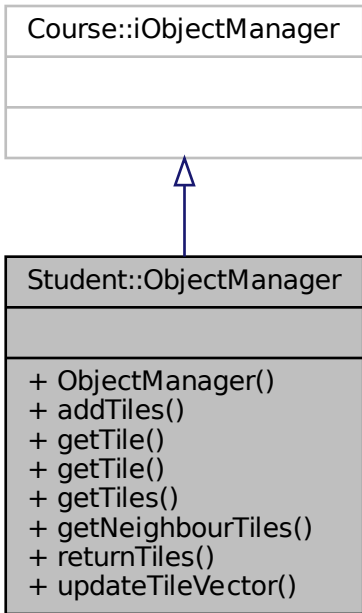 Course::iObjectManager
Student::ObjectManager
+ ObjectManager()
+ addTiles()
+ getTile()
+ getTile()
+ getTiles()
+ getNeighbourTiles()
+ returnTiles()
+ updateTileVector()